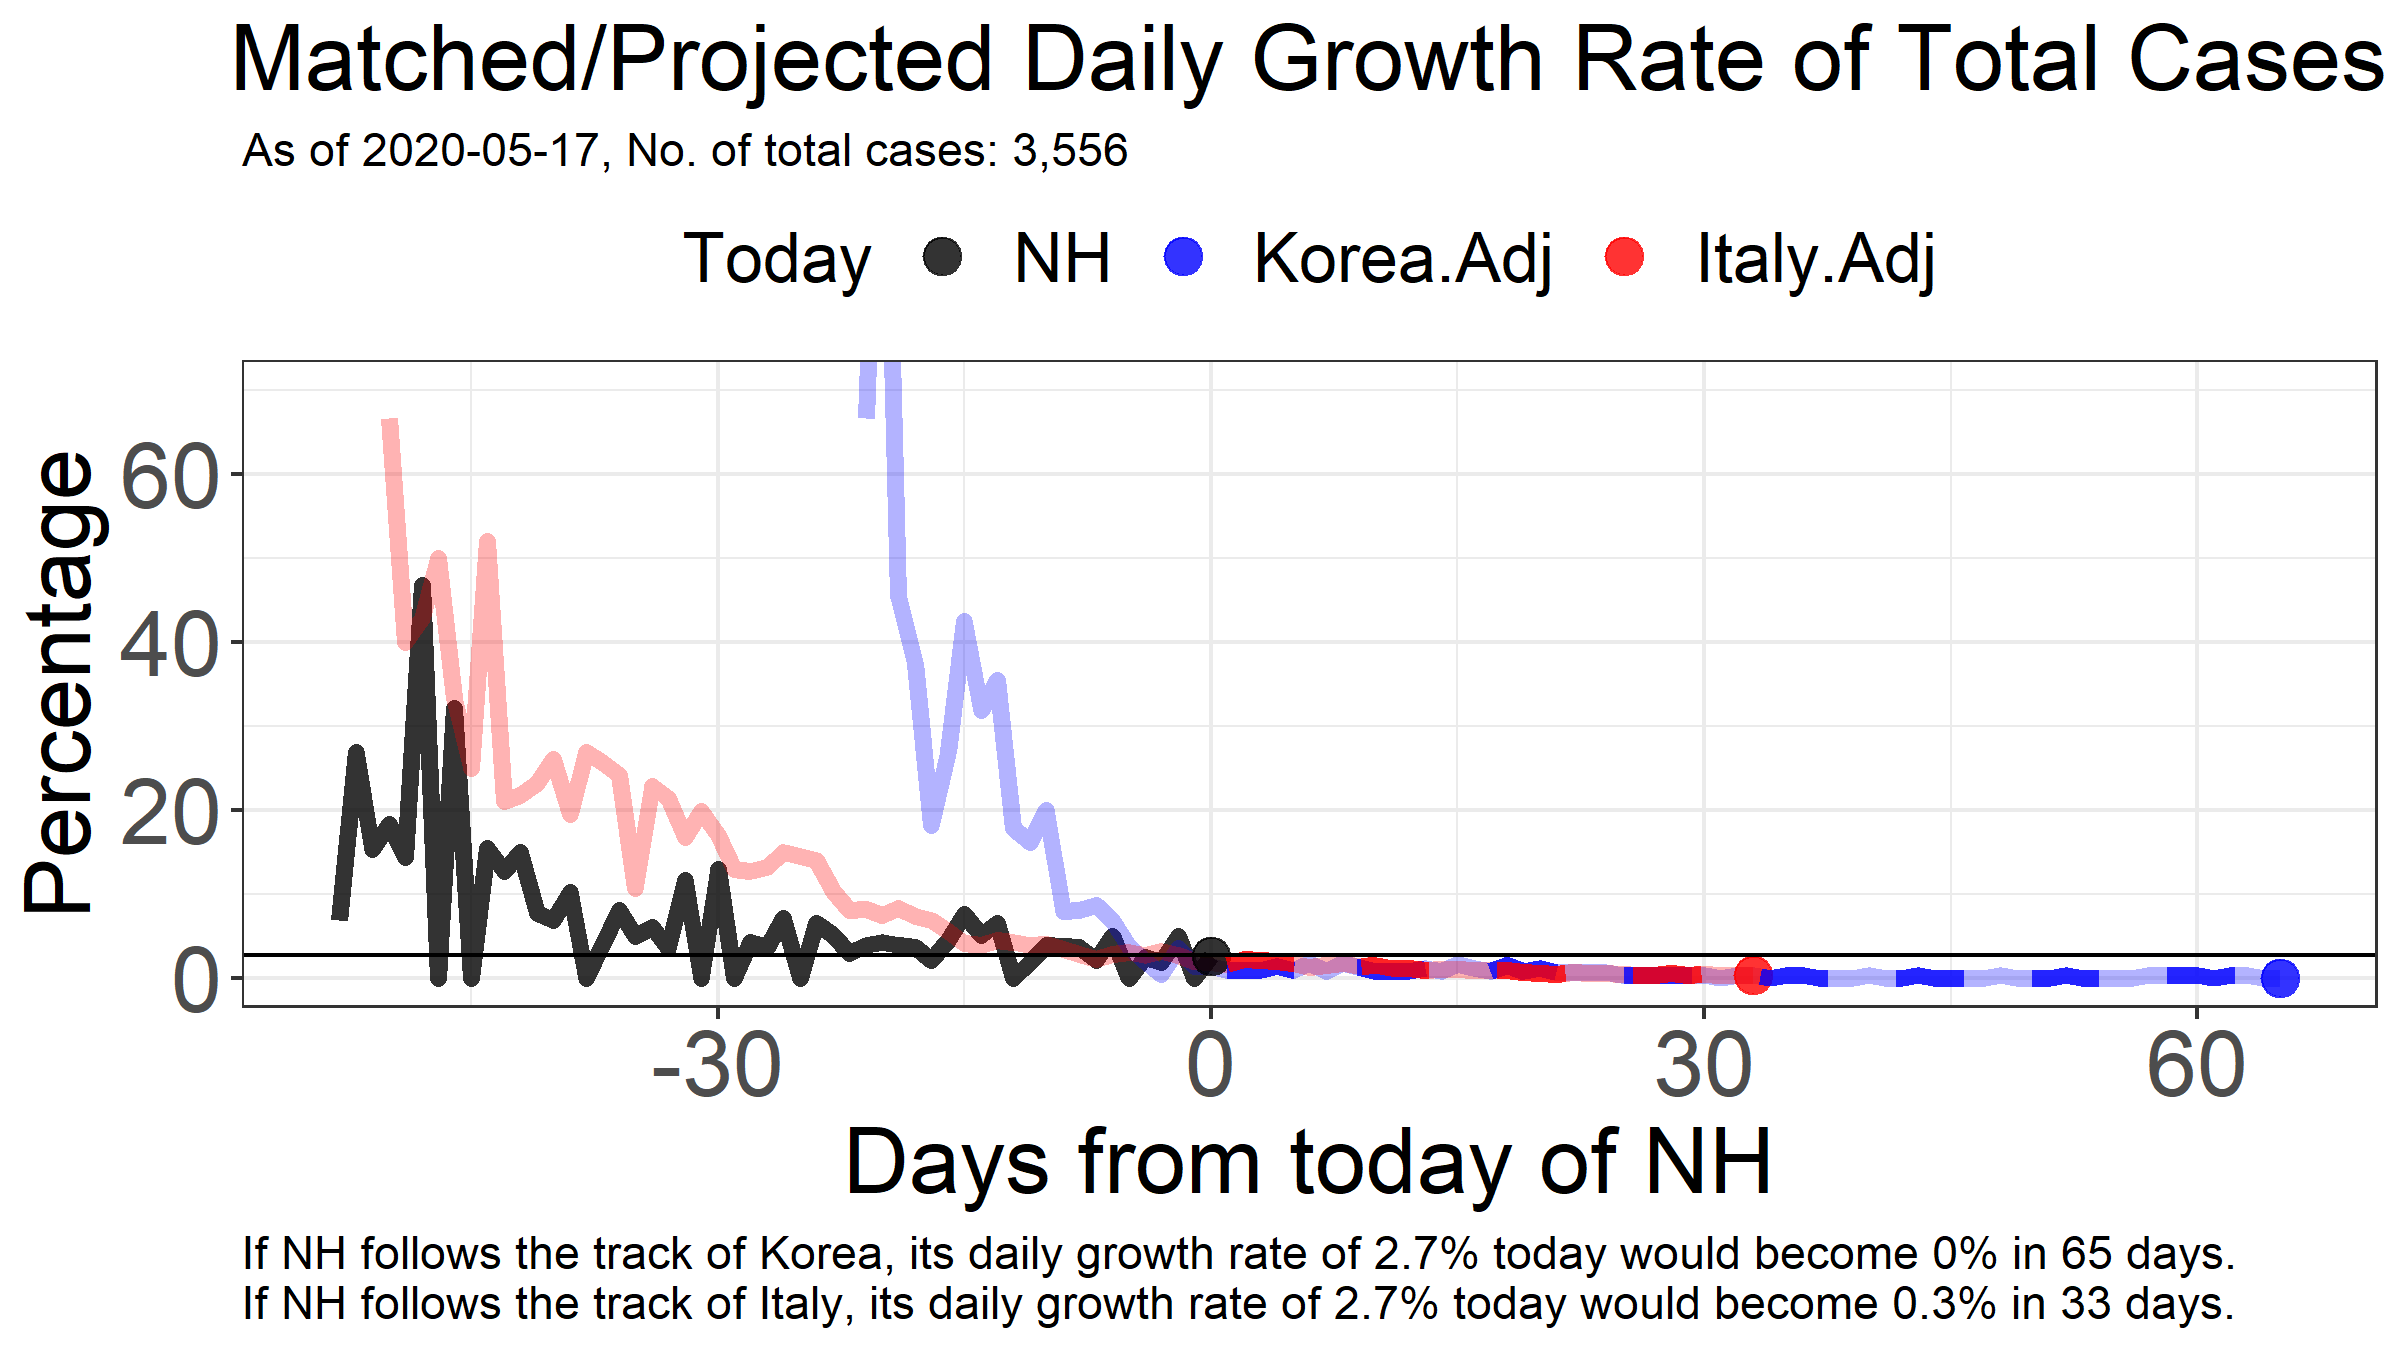 Matched/Projected Daily Growth Rate of Total Cases
As of 2020-05-17, No. of total cases: 3,556
Today NH Korea.Adj Italy.Adj
Percentage
60
40
20
0
-30 0 30 60
Days from today of NH
If NH follows the track of Korea, its daily growth rate of 2.7% today would become 0% in 65 days.
If NH follows the track of Italy, its daily growth rate of 2.7% today would become 0.3% in 33 days.